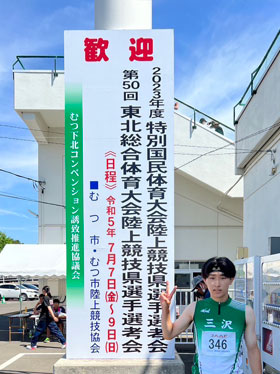 歓迎
2023年度 特別国民体育大会陸上競技県選手選考会
第50回 東北総合体育大会陸上競技県選手選考会
《日程》令和5年7月7日(金)～9日(日)
■むつ市・むつ市陸上競技協会
むつ下北コンベンション誘致推進協議会
三沢
346